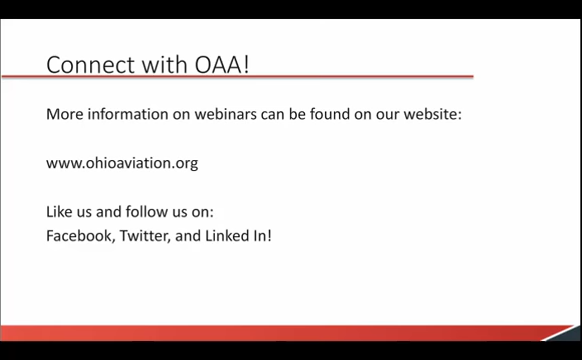 Connect with OAA!
More information on webinars can be found on our website:
www.ohioaviation.org
Like us and follow us on:
Facebook, Twitter, and Linked In!